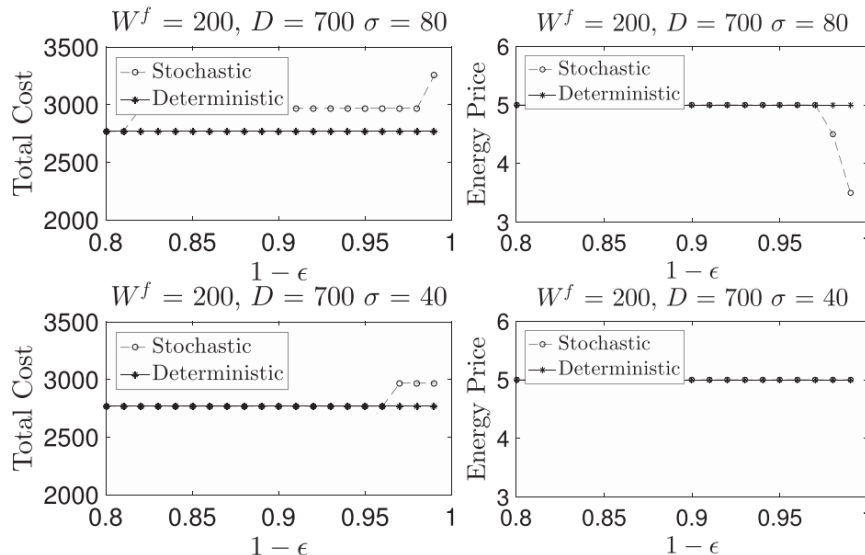 W^f = 200, D = 700 σ = 80
3500
3000
2500
2000
Total Cost
Stochastic
Deterministic
0.8 0.85 0.9 0.95 1
1 − ϵ
W^f = 200, D = 700 σ = 80
6
5
4
3
Energy Price
Stochastic
Deterministic
0.8 0.9 0.95 1
1 − ϵ
W^f = 200, D = 700 σ = 40
3500
3000
2500
2000
Total Cost
Stochastic
Deterministic
0.8 0.85 0.9 0.95 1
1 − ϵ
W^f = 200, D = 700 σ = 40
6
5
4
3
Energy Price
Stochastic
Deterministic
0.8 0.85 0.9 0.95 1
1 − ϵ